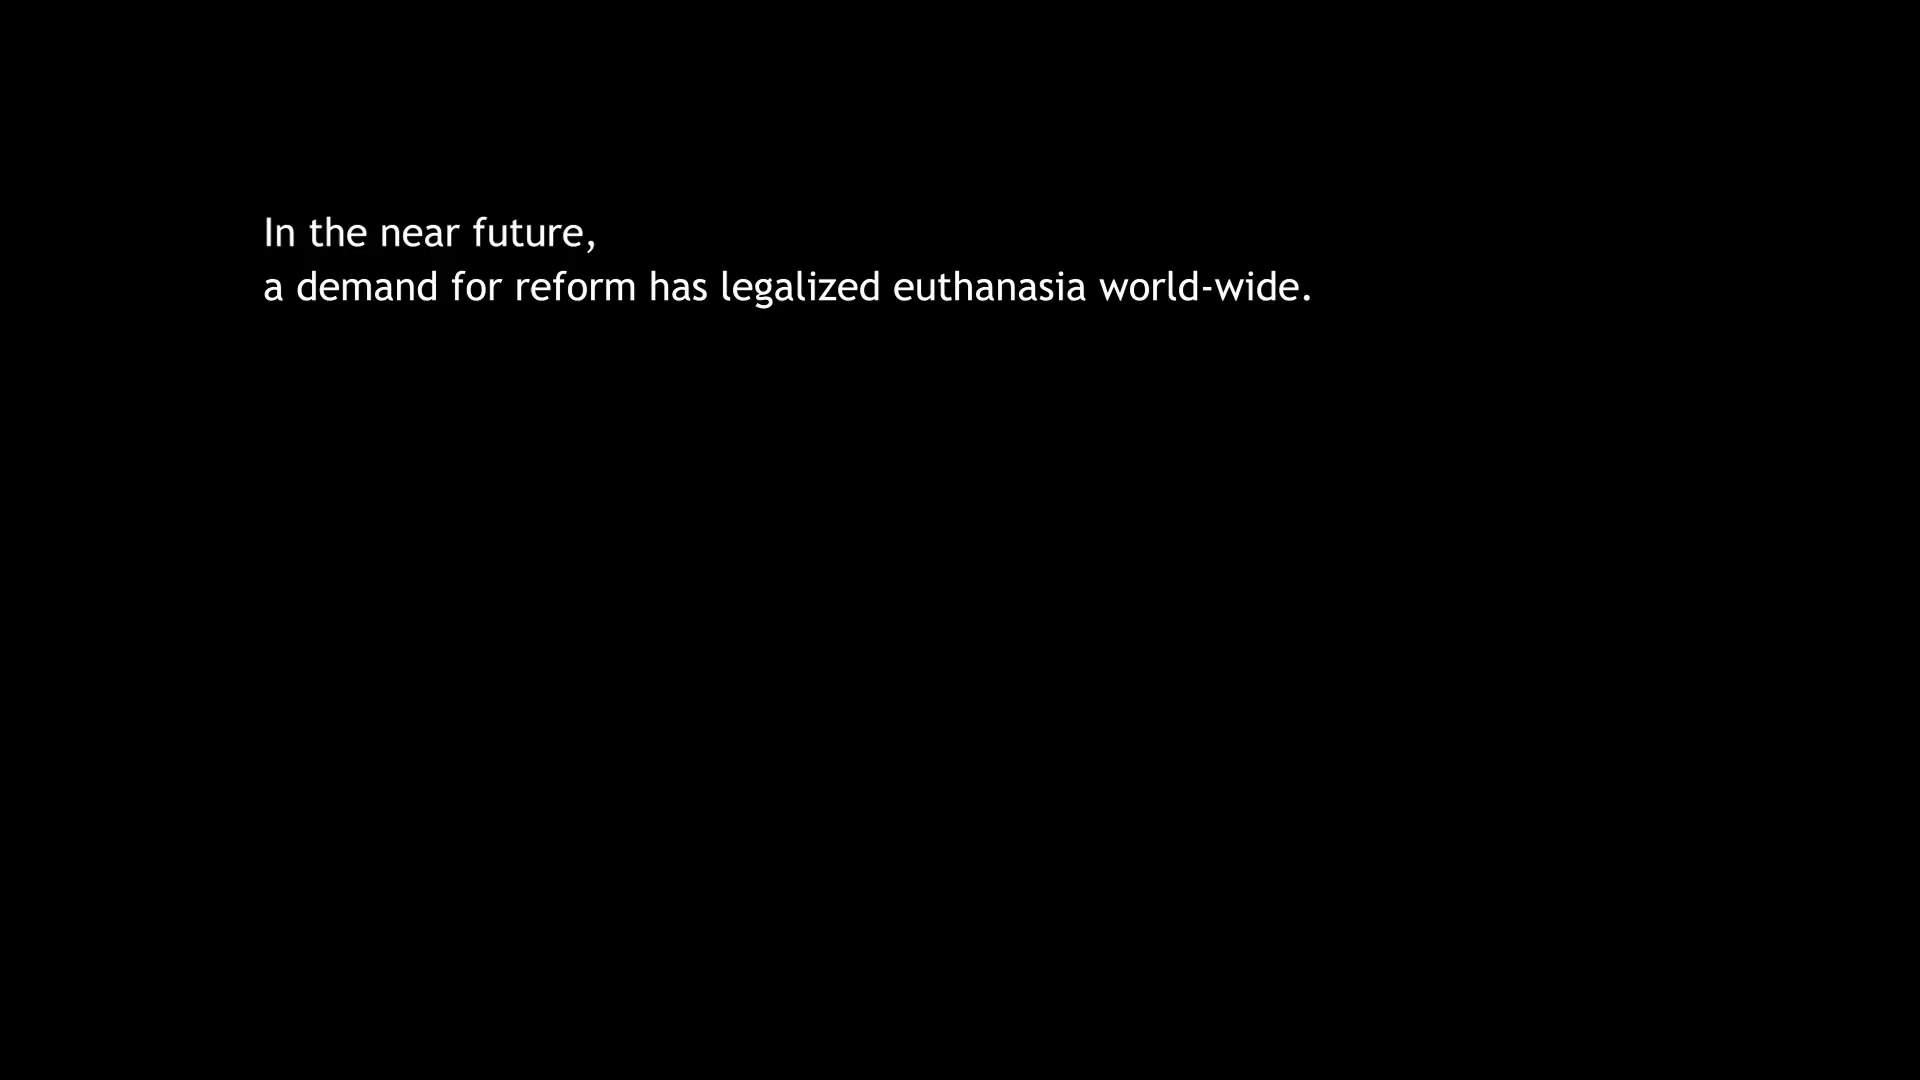 In the near future,
a demand for reform has legalized euthanasia world-wide.